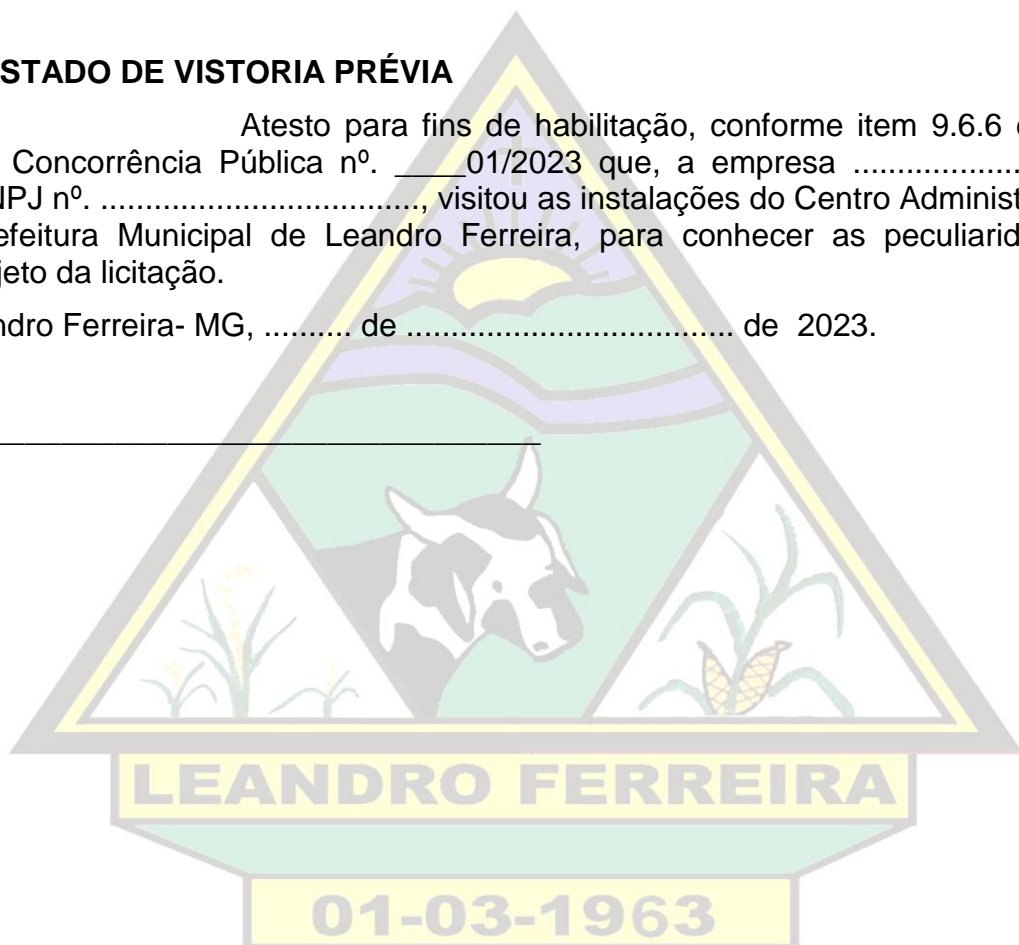 STADO DE VISTORIA PRÉVIA
Atesto para fins de habilitação, conforme item 9.6.6
Concorrência Pública nº. ____01/2023 que, a empresa ...................
NPJ nº. ...................................., visitou as instalações do Centro Administ
efeitura Municipal de Leandro Ferreira, para conhecer as peculiarid
jeto da licitação.
ndro Ferreira- MG, .......... de ..................................... de 2023.
_______________________________
LEANDRO FERREIRA
01-03-1963